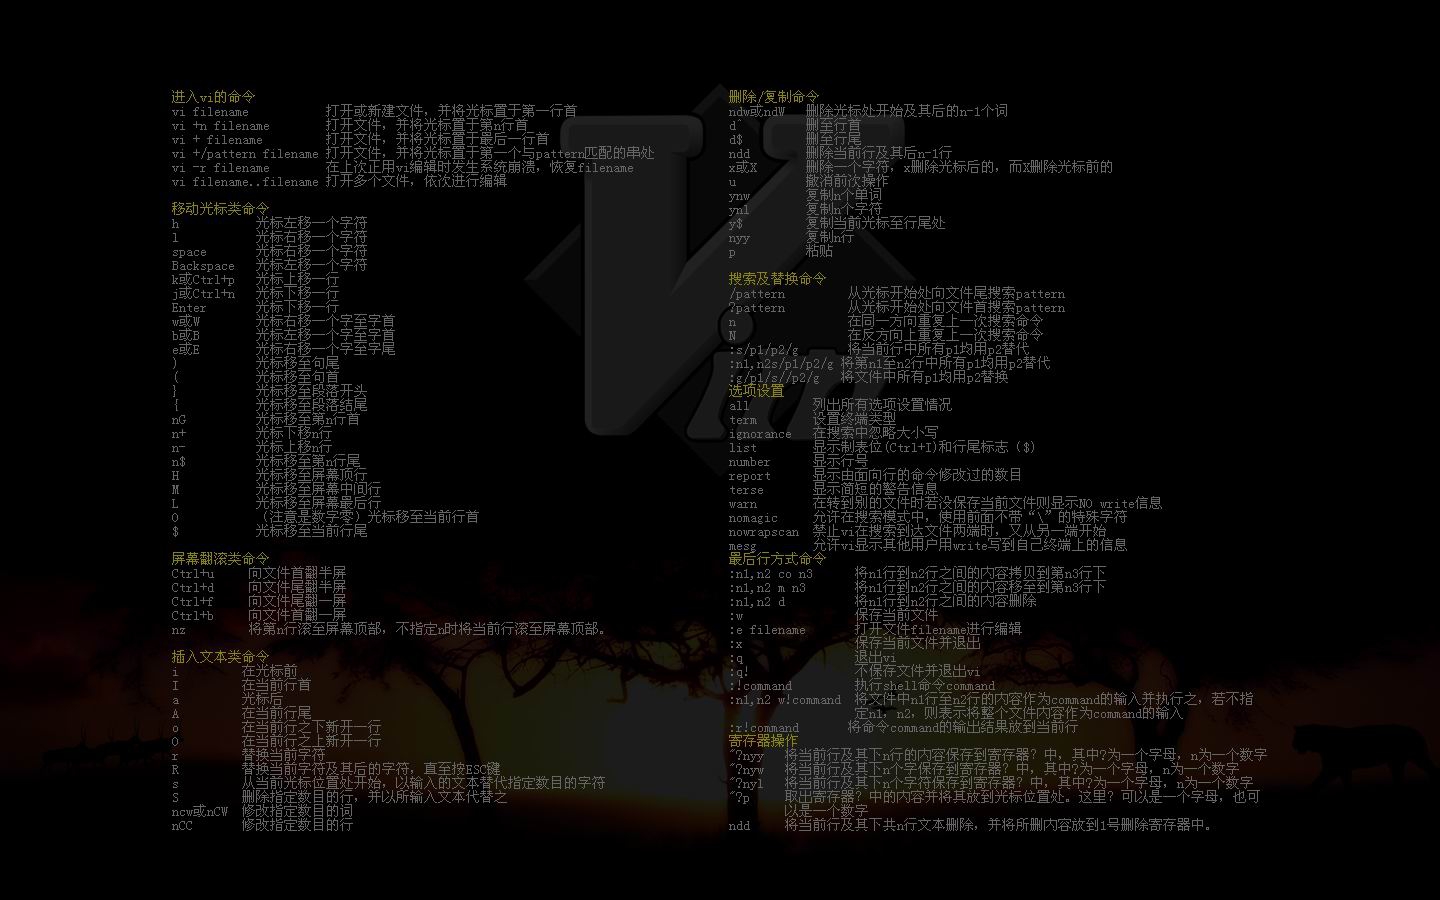 进入vi的命令
vi filename 打开或新建文件，并将光标置于第一行首
vi +n filename 打开文件，并将光标置于第n行首
vi + filename 打开文件，并将光标置于最后一行首
vi +/pattern filename 打开文件，并将光标置于第一个与pattern匹配的串处
vi -r filename 在上次正用vi编辑时发生系统崩溃，恢复filename
vi filename..filename 打开多个文件，依次进行编辑
移动光标类命令
h 光标左移一个字符
l 光标右移一个字符
space 光标右移一个字符
Backspace 光标左移一个字符
k或Ctrl+p 光标上移一行
j或Ctrl+n 光标下移一行
Enter 光标下移一行
w或W 光标右移一个字至字首
b或B 光标左移一个字至字首
e或E 光标右移一个字至字尾
) 光标移至句尾
( 光标移至句首
} 光标移至段落开头
{ 光标移至段落结尾
nG 光标移至第n行首
n+ 光标下移n行
n- 光标上移n行
n$ 光标移至第n行尾
H 光标移至屏幕顶行
M 光标移至屏幕中间行
L 光标移至屏幕最后行
0 （注意是数字零）光标移至当前行首
$ 光标移至当前行尾
屏幕翻滚类命令
Ctrl+u 向文件首翻半屏
Ctrl+d 向文件尾翻半屏
Ctrl+f 向文件尾翻一屏
Ctrl+b 向文件首翻一屏
nz 将第n行滚至屏幕顶部，不指定n时将当前行滚至屏幕顶部。
插入文本类命令
i 在光标前
I 在当前行首
a 光标后
A 在当前行尾
o 在当前行之下新开一行
O 在当前行之上新开一行
r 替换当前字符
R 替换当前字符及其后的字符，直至按ESC键
s 从当前光标位置处开始，以输入的文本替代指定数目的字符
S 删除指定数目的行，并以所输入文本代替之
ncw或nCW 修改指定数目的词
nCC 修改指定数目的行
删除/复制命令
ndw或ndW 删除光标处开始及其后的n-1个词
d^ 删至行首
d$ 删至行尾
ndd 删除当前行及其后n-1行
x或X 删除一个字符，x删除光标后的，而X删除光标前的
u 撤消前次操作
ynw 复制n个单词
ynl 复制n个字符
y$ 复制当前光标至行尾处
nyy 复制n行
p 粘贴
搜索及替换命令
/pattern 从光标开始处向文件尾搜索pattern
?pattern 从光标开始处向文件首搜索pattern
n 在同一方向重复上一次搜索命令
N 在反方向上重复上一次搜索命令
:s/p1/p2/g 将当前行中所有p1均用p2替代
:n1,n2s/p1/p2/g 将第n1至n2行中所有p1均用p2替代
:g/p1/s//p2/g 将文件中所有p1均用p2替换
选项设置
all 列出所有选项设置情况
term 设置终端类型
ignorance 在搜索中忽略大小写
list 显示制表位(Ctrl+I)和行尾标志（$)
number 显示行号
report 显示由面向行的命令修改过的数目
terse 显示简短的警告信息
warn 在转到别的文件时若没保存当前文件则显示NO write信息
nomagic 允许在搜索模式中，使用前面不带“\”的特殊字符
nowrapscan 禁止vi在搜索到达文件两端时，又从另一端开始
mesg 允许vi显示其他用户用write写到自己终端上的信息
最后行方式命令
:n1,n2 co n3 将n1行到n2行之间的内容拷贝到第n3行下
:n1,n2 m n3 将n1行到n2行之间的内容移至到第n3行下
:n1,n2 d 将n1行到n2行之间的内容删除
:w 保存当前文件
:e filename 打开文件filename进行编辑
:x 保存当前文件并退出
:q 退出vi
:q! 不保存文件并退出vi
:!command 执行shell命令command
:n1,n2 w!command 将文件中n1行至n2行的内容作为command的输入并执行之，若不指
定n1，n2，则表示将整个文件内容作为command的输入
:r!command 将命令command的输出结果放到当前行
寄存器操作
"?nyy 将当前行及其下n行的内容保存到寄存器？中，其中?为一个字母，n为一个数字
"?nyw 将当前行及其下n个字保存到寄存器？中，其中?为一个字母，n为一个数字
"?nyl 将当前行及其下n个字符保存到寄存器？中，其中?为一个字母，n为一个数字
"?p 取出寄存器？中的内容并将其放到光标位置处。这里？可以是一个字母，也可
以是一个数字
ndd 将当前行及其下共n行文本删除，并将所删内容放到1号删除寄存器中。
Vim